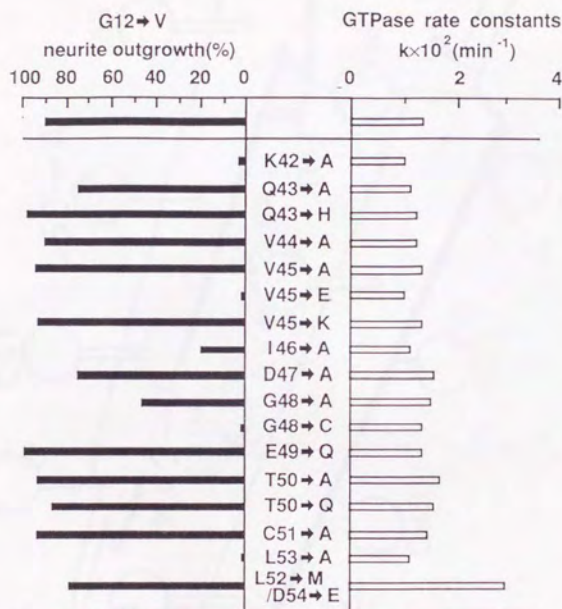 G12→V
neurite outgrowth(%)
GTPase rate constants
k×10²(min⁻¹)
100 80 60 40 20 0
0 2 4
K42→A
Q43→A
Q43→H
V44→A
V45→A
V45→E
V45→K
I46→A
D47→A
G48→A
G48→C
E49→Q
T50→A
T50→Q
C51→A
L53→A
L52→M
/D54→E